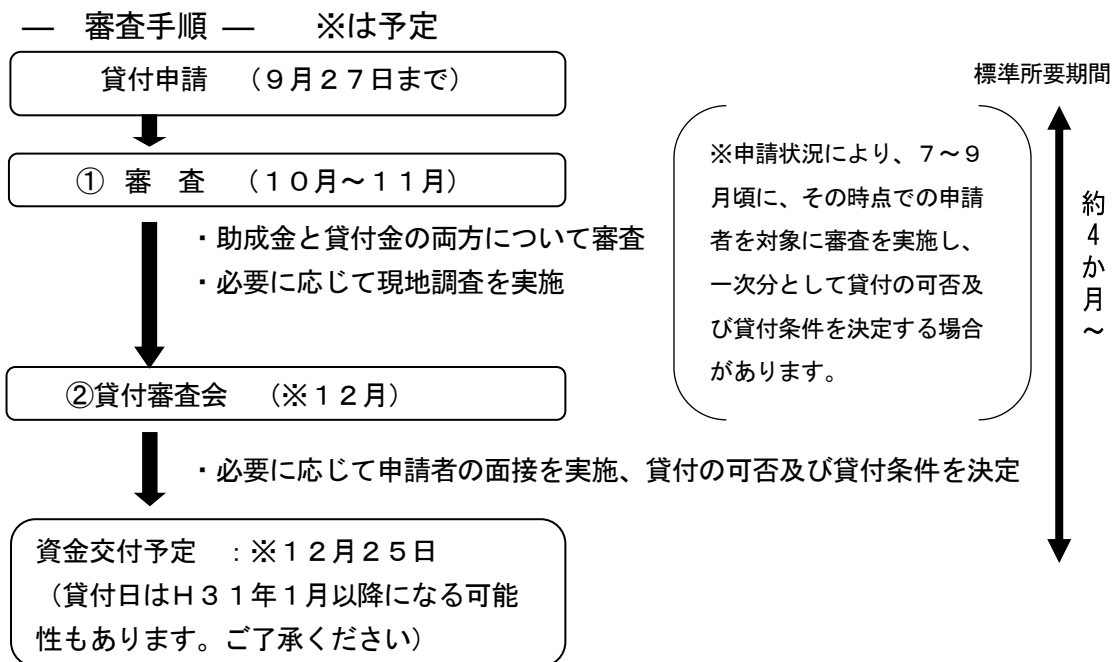 ― 審査手順 ― ※は予定
貸付申請 (9月27日まで)
標準所要期間
① 審 査 (10月~11月)
・助成金と貸付金の両方について審査
・必要に応じて現地調査を実施
※申請状況により、7~9
月頃に、その時点での申請
者を対象に審査を実施し、
一次分として貸付の可否及
び貸付条件を決定する場合
があります。
約4か月~
②貸付審査会 (※12月)
・必要に応じて申請者の面接を実施、貸付の可否及び貸付条件を決定
資金交付予定 :※12月25日
(貸付日はH31年1月以降になる可能
性もあります。ご了承ください)